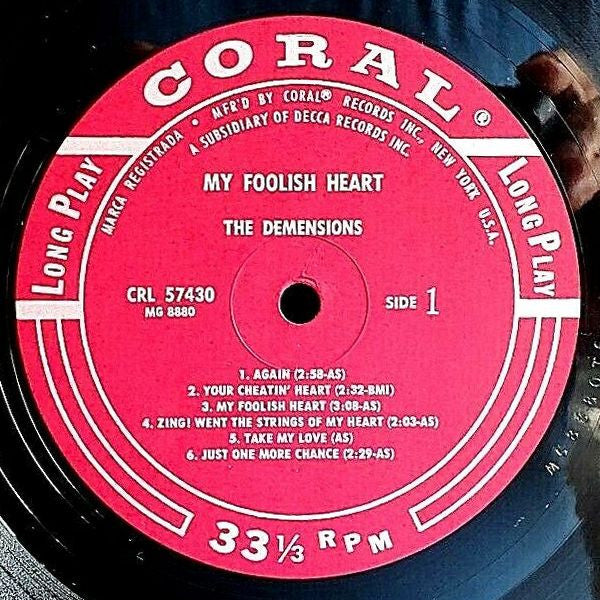 CORAL®
MARCA REGISTRADA • MFR'D BY CORAL® RECORDS INC., NEW YORK U.S.A.
A SUBSIDIARY OF DECCA RECORDS INC.
LONG PLAY
LONG PLAY
MY FOOLISH HEART
THE DEMENSIONS
CRL 57430
MG 8880
SIDE 1
1. AGAIN (2:58-AS)
2. YOUR CHEATIN' HEART (2:32-BMI)
3. MY FOOLISH HEART (3:08-AS)
4. ZING! WENT THE STRINGS OF MY HEART (2:03-AS)
5. TAKE MY LOVE (AS)
6. JUST ONE MORE CHANCE (2:29-AS)
33⅓ RPM